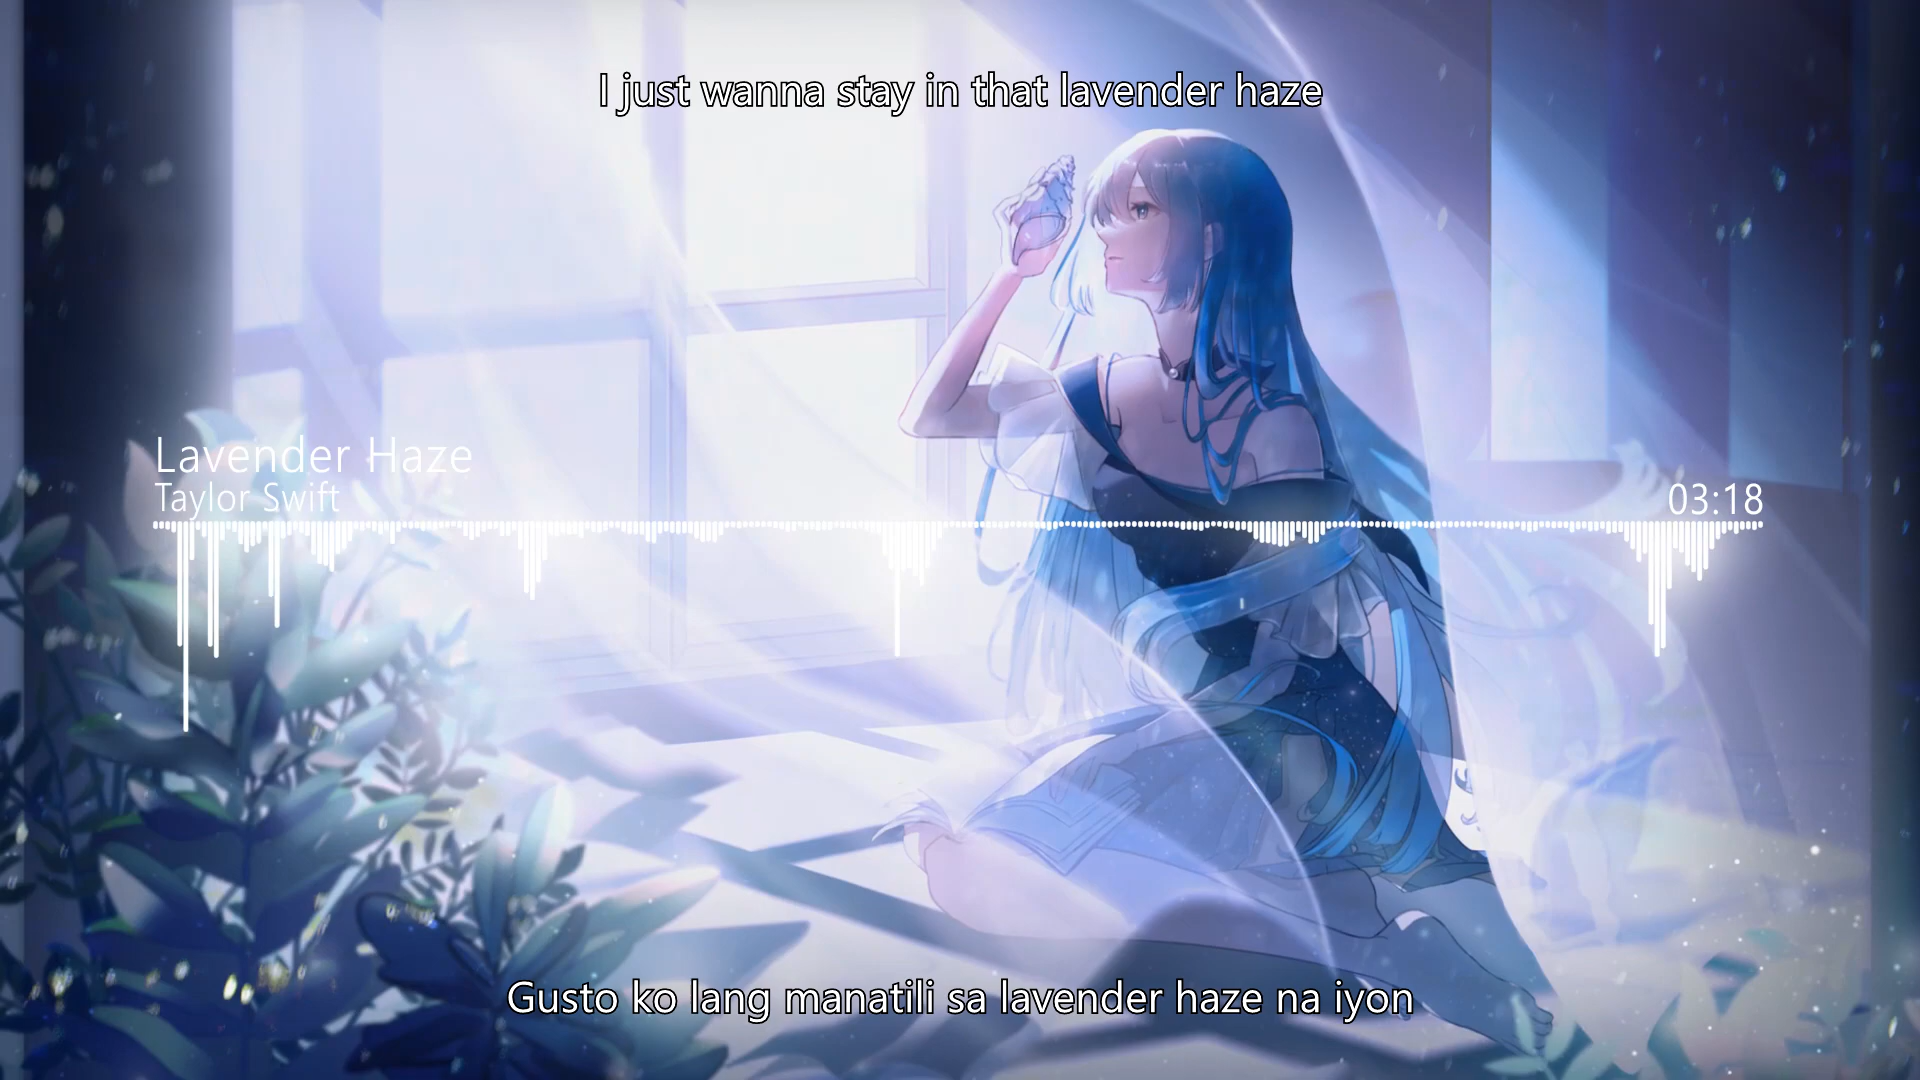 I just wanna stay in that lavender haze
Lavender Haze
Taylor Swift
03:18
Gusto ko lang manatili sa lavender haze na iyon